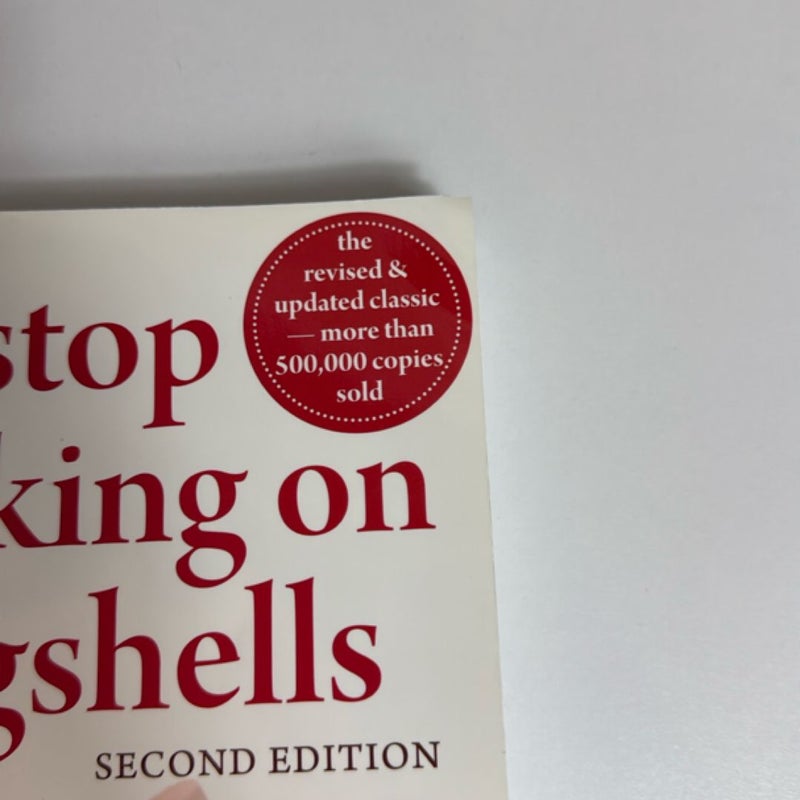 the
revised &
updated classic
— more than
500,000 copies
sold
stop
king on
gshells
SECOND EDITION